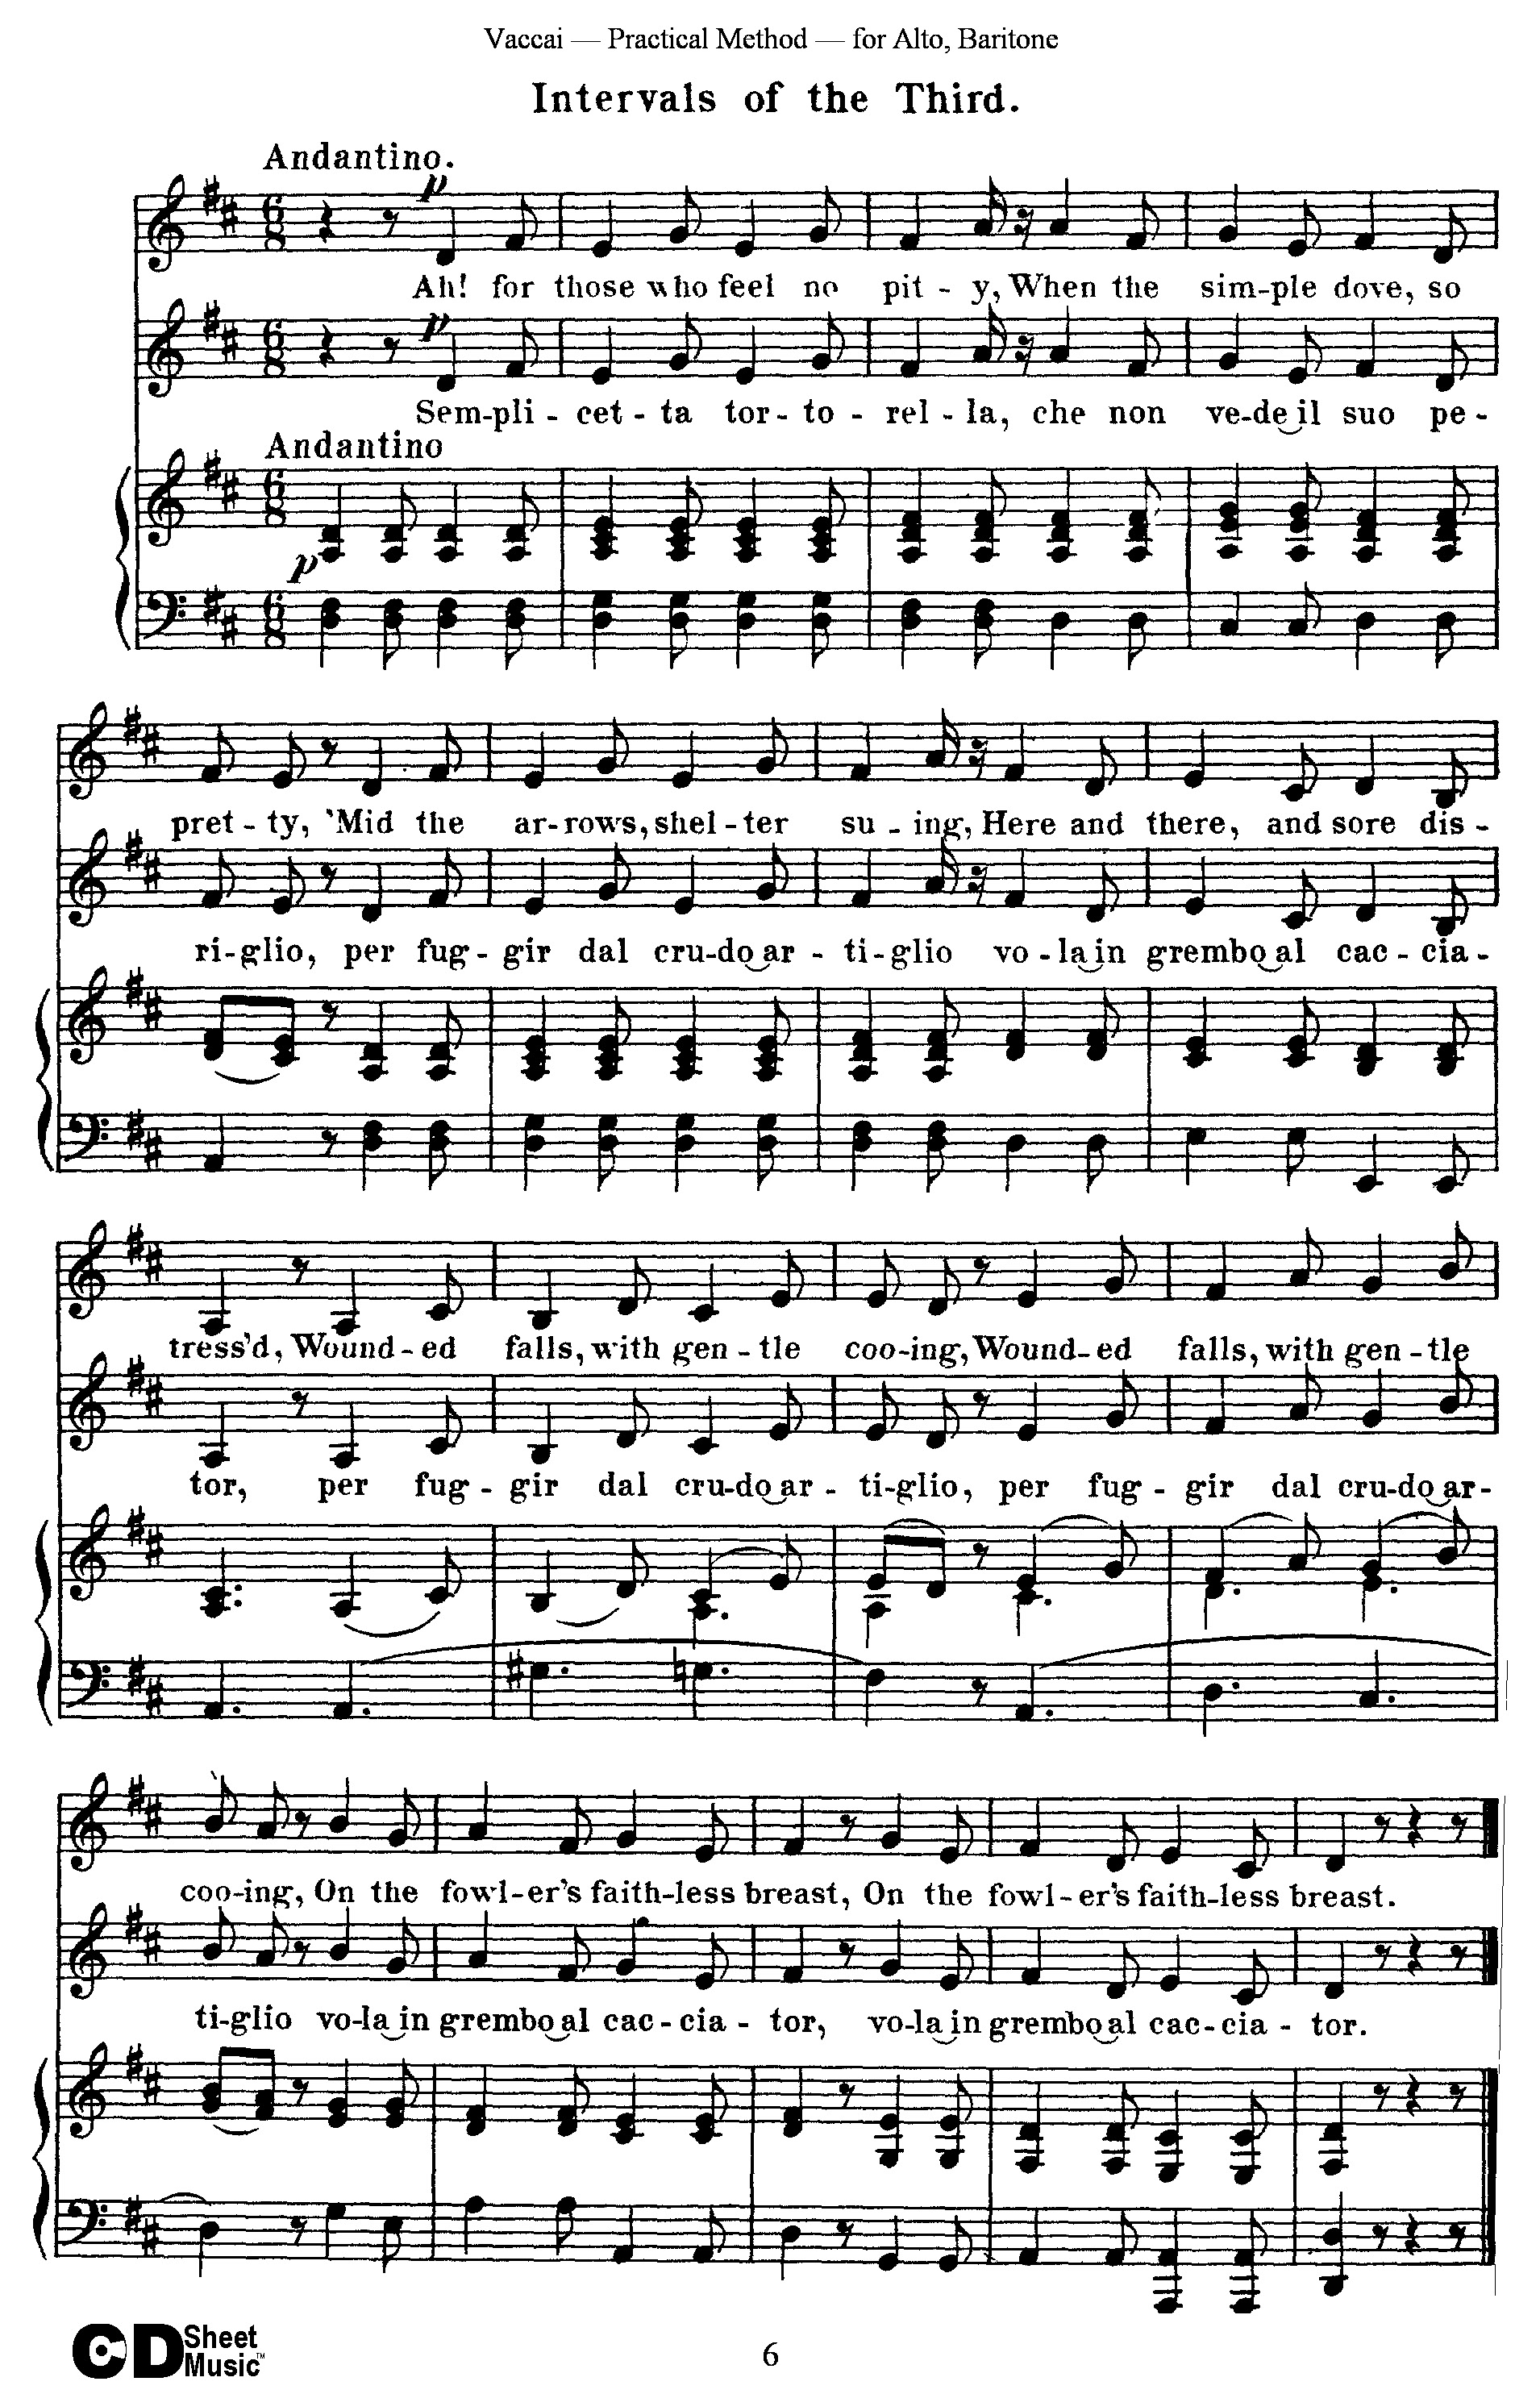 Vaccai — Practical Method — for Alto, Baritone
Intervals of the Third.
Andantino.
p
Ah! for those who feel no pit - y, When the sim-ple dove, so
p
Sem-pli - cet - ta tor - to - rel - la, che non ve-de il suo pe -
Andantino
p
pret - ty, 'Mid the ar-rows, shel - ter su - ing, Here and there, and sore dis -
ri-glio, per fug - gir dal cru-do ar - ti-glio vo - la in grembo al cac - cia -
tress'd, Wound - ed falls, with gen - tle coo-ing, Wound - ed falls, with gen - tle
tor, per fug - gir dal cru-do ar - ti-glio, per fug - gir dal cru-do ar -
coo-ing, On the fowl-er's faith-less breast, On the fowl-er's faith-less breast.
ti-glio vo-la in grembo al cac - cia - tor, vo-la in grembo al cac - cia - tor.
CD Sheet Music™
6